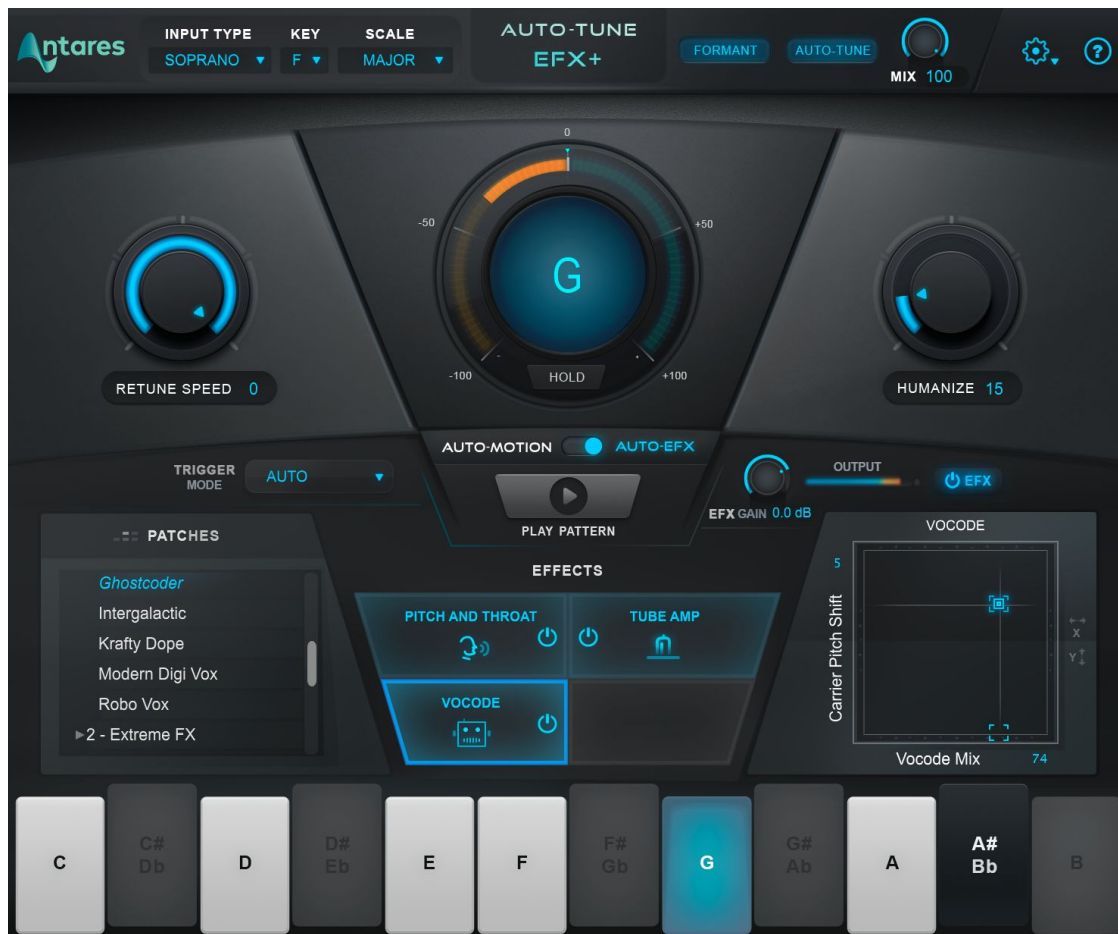 Antares
INPUT TYPE KEY SCALE
SOPRANO F MAJOR
AUTO-TUNE
EFX+
FORMANT AUTO-TUNE
MIX 100
?
0
-50 +50
G
-100 - . +100
HOLD
RETUNE SPEED 0
HUMANIZE 15
AUTO-MOTION AUTO-EFX
TRIGGER
MODE
AUTO
PLAY PATTERN
OUTPUT
EFX
EFX GAIN 0.0 dB
PATCHES
Ghostcoder
Intergalactic
Krafty Dope
Modern Digi Vox
Robo Vox
2 - Extreme FX
EFFECTS
PITCH AND THROAT TUBE AMP
VOCODE
VOCODE
5
Carrier Pitch Shift
X
Y
Vocode Mix 74
C
C#
Db
D
D#
Eb
E
F
F#
Gb
G
G#
Ab
A
A#
Bb
B